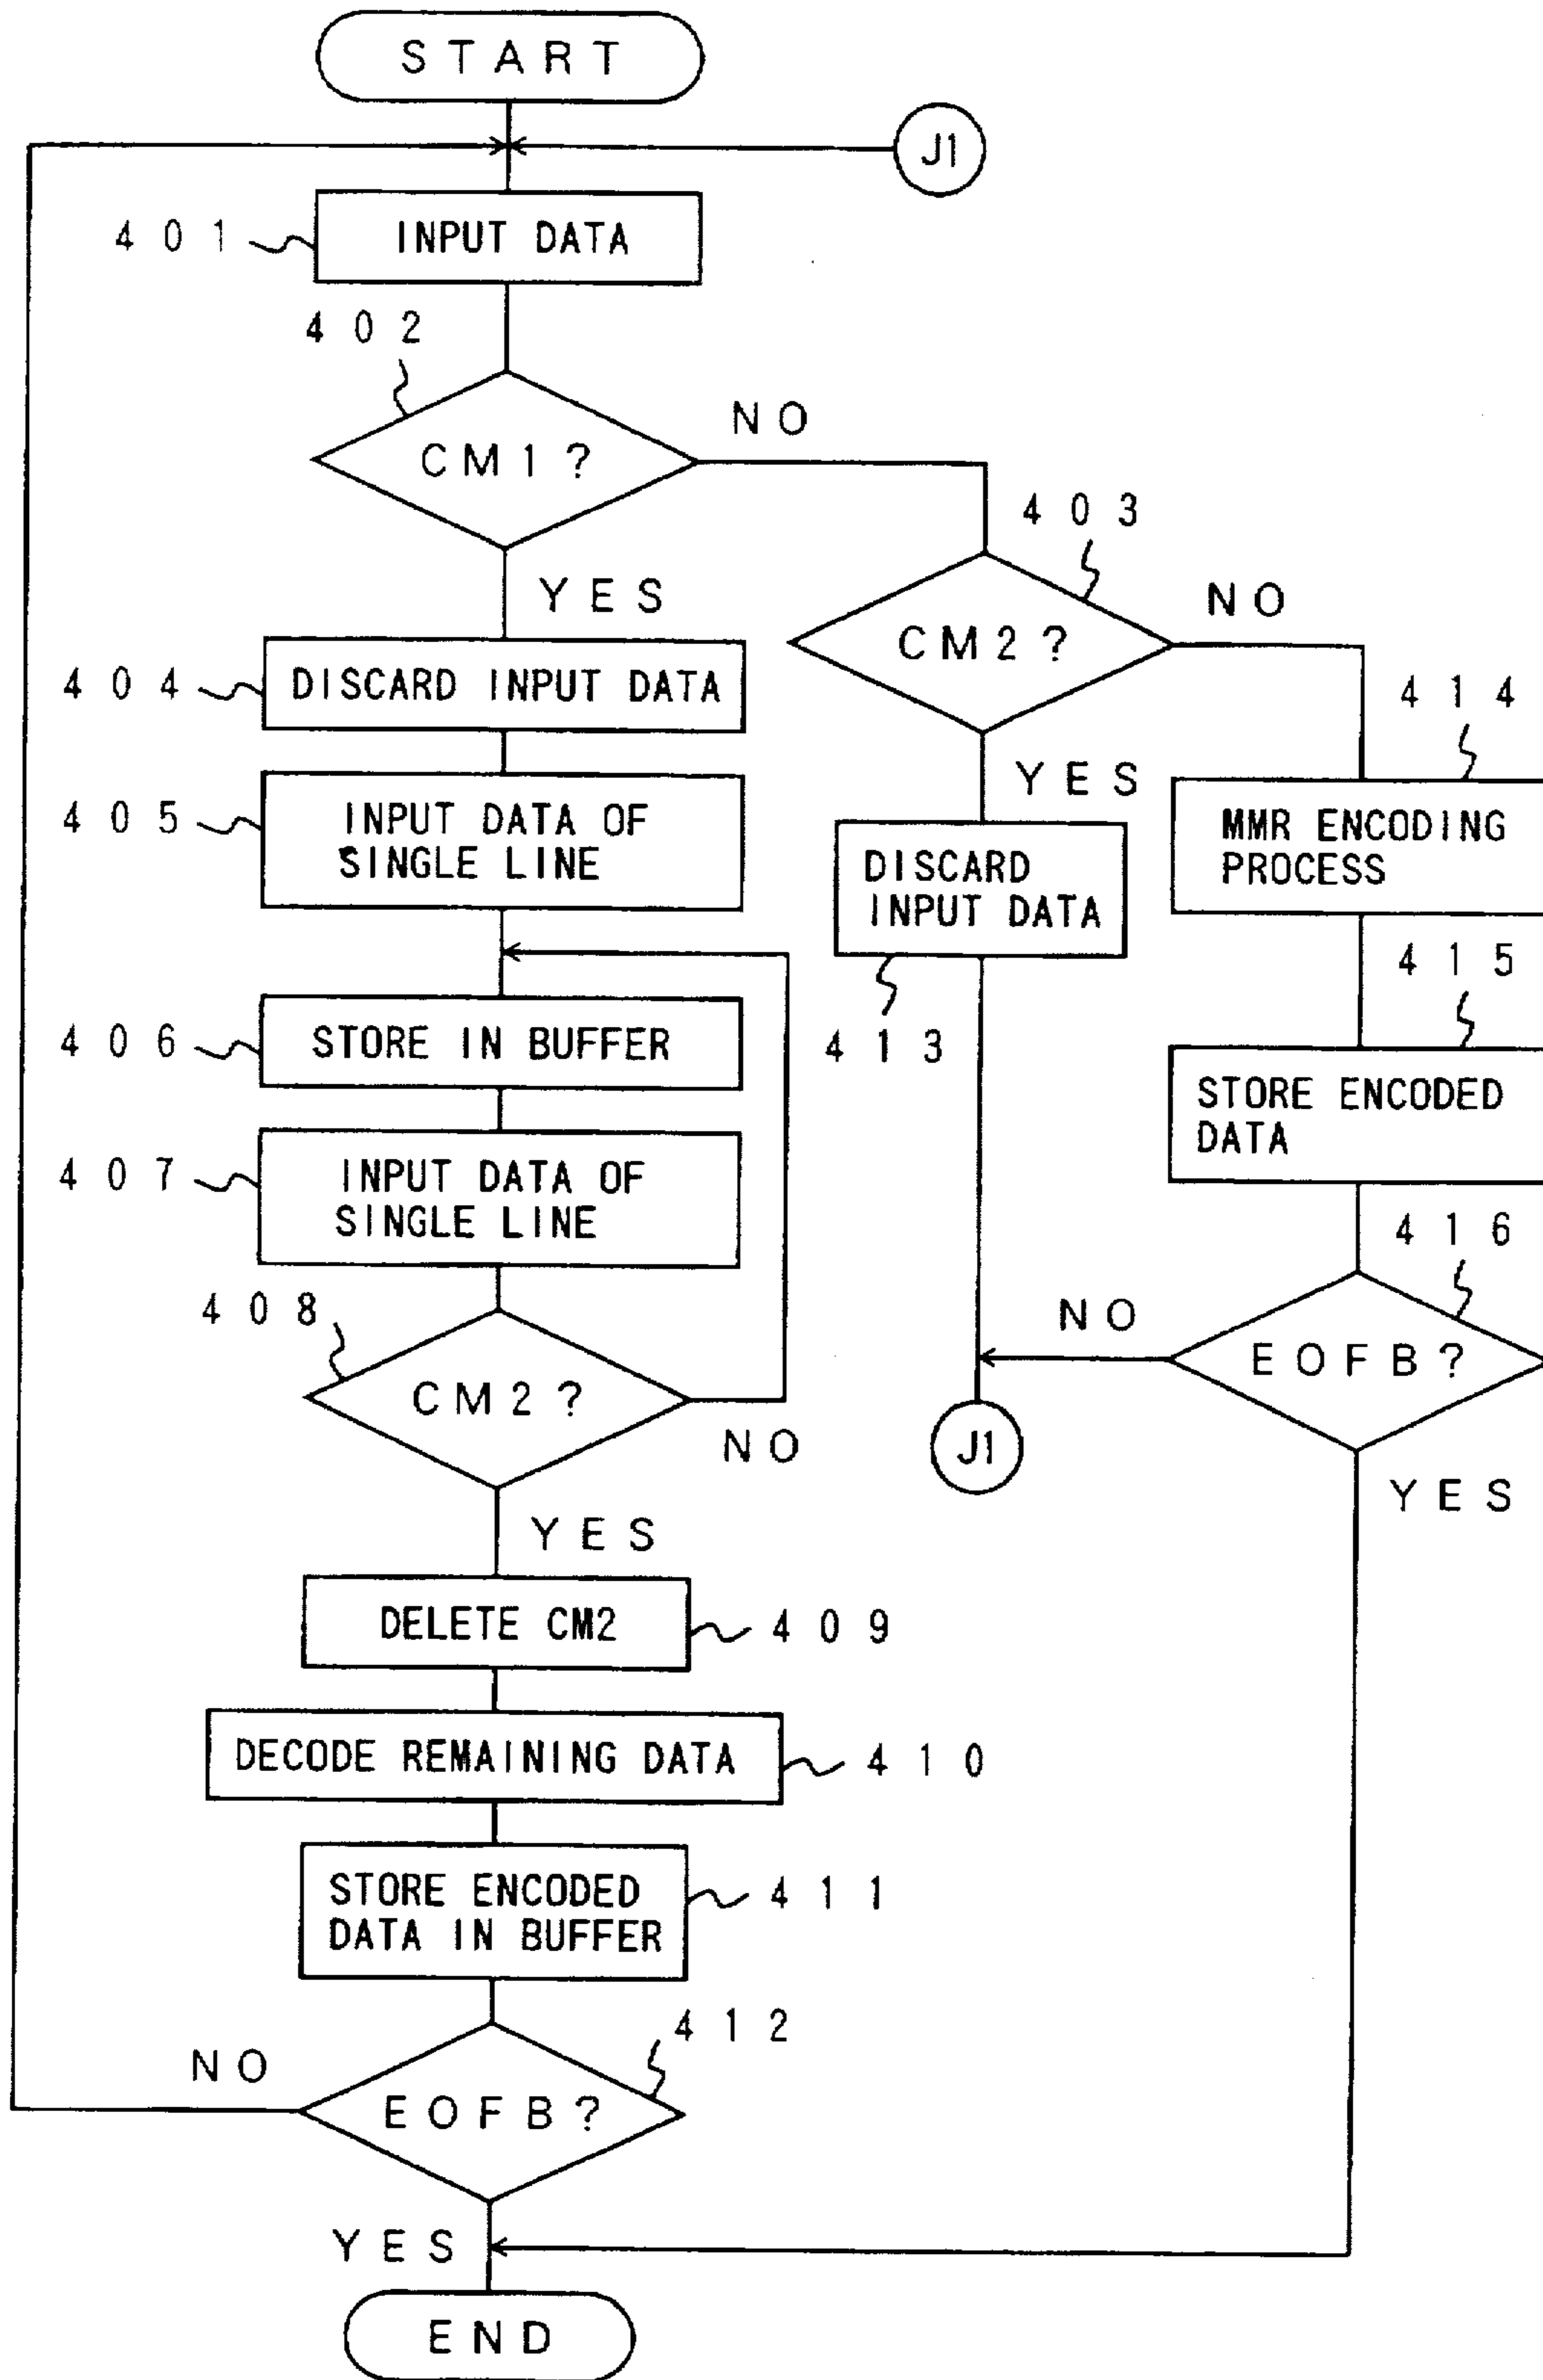 START
J1
401
INPUT DATA
402
CM1?
NO
YES
403
CM2?
NO
YES
404
DISCARD INPUT DATA
405
INPUT DATA OF
SINGLE LINE
406
STORE IN BUFFER
407
INPUT DATA OF
SINGLE LINE
408
CM2?
NO
YES
DELETE CM2
409
DECODE REMAINING DATA
410
STORE ENCODED
DATA IN BUFFER
411
412
EOFB?
NO
YES
END
DISCARD
INPUT DATA
413
J1
414
MMR ENCODING
PROCESS
415
STORE ENCODED
DATA
416
EOFB?
NO
YES